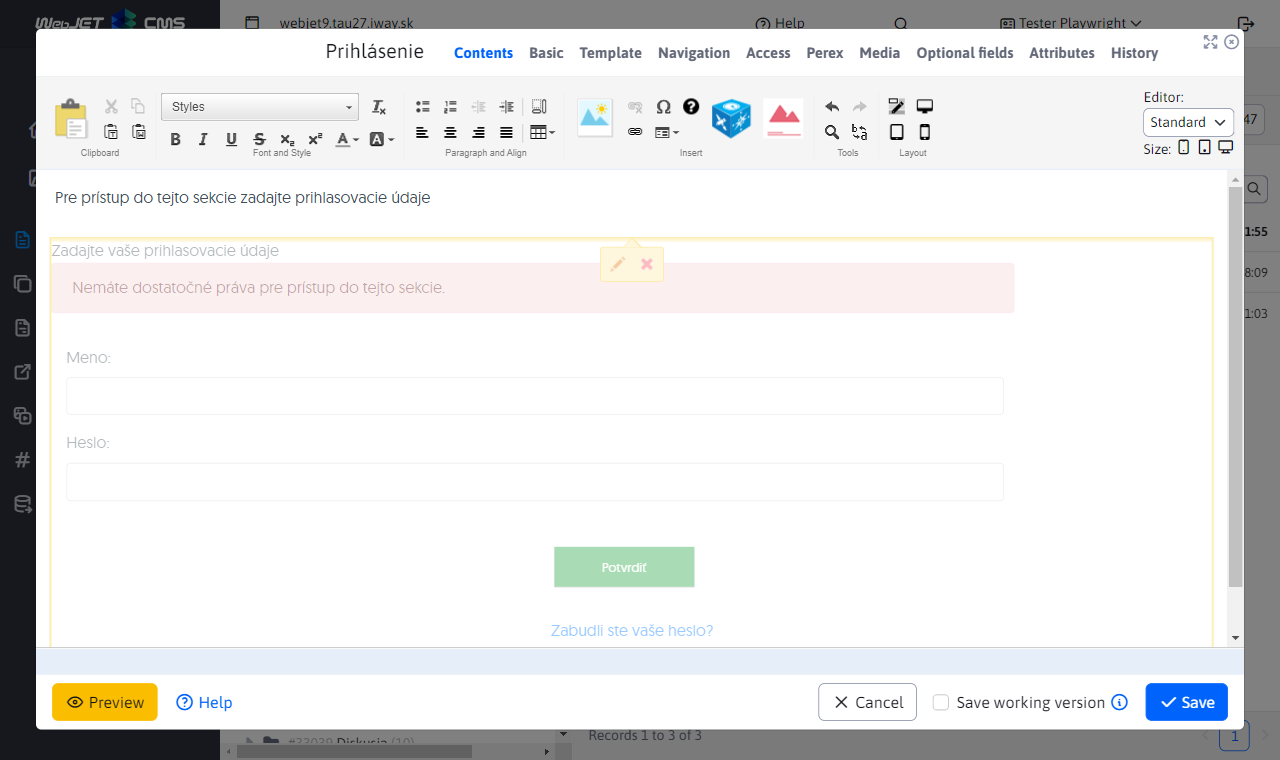 WebJET CMS
webjet9.tau27.iway.sk
Help
Tester Playwright
Prihlásenie
Contents Basic Template Navigation Access Perex Media Optional fields Attributes History
Styles
Clipboard
Font and Style
Paragraph and Align
Insert
Tools
Layout
Editor:
Standard
Size:
47
1:55
8:09
1:03
Pre prístup do tejto sekcie zadajte prihlasovacie údaje
Zadajte vaše prihlasovacie údaje
Nemáte dostatočné práva pre prístup do tejto sekcie.
Meno:
Heslo:
Potvrdiť
Zabudli ste vaše heslo?
Preview
Help
Cancel
Save working version
Save
#33039 Diskusia (10)
Records 1 to 3 of 3
1